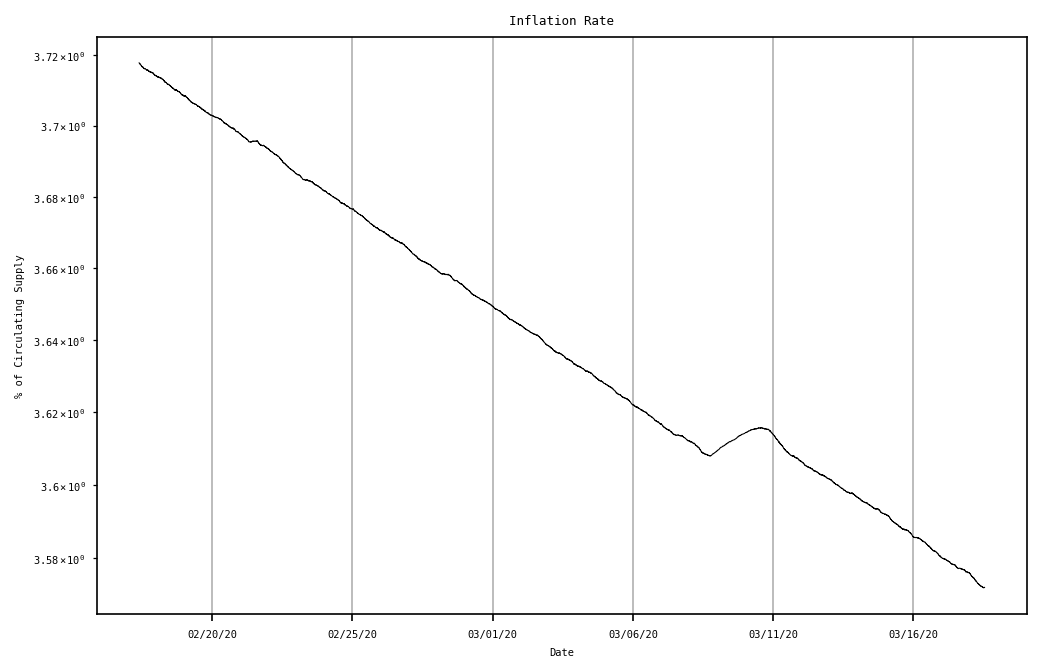 Inflation Rate
3.72×10⁰
3.7×10⁰
3.68×10⁰
3.66×10⁰
3.64×10⁰
3.62×10⁰
3.6×10⁰
3.58×10⁰
% of Circulating Supply
02/20/20 02/25/20 03/01/20 03/06/20 03/11/20 03/16/20
Date